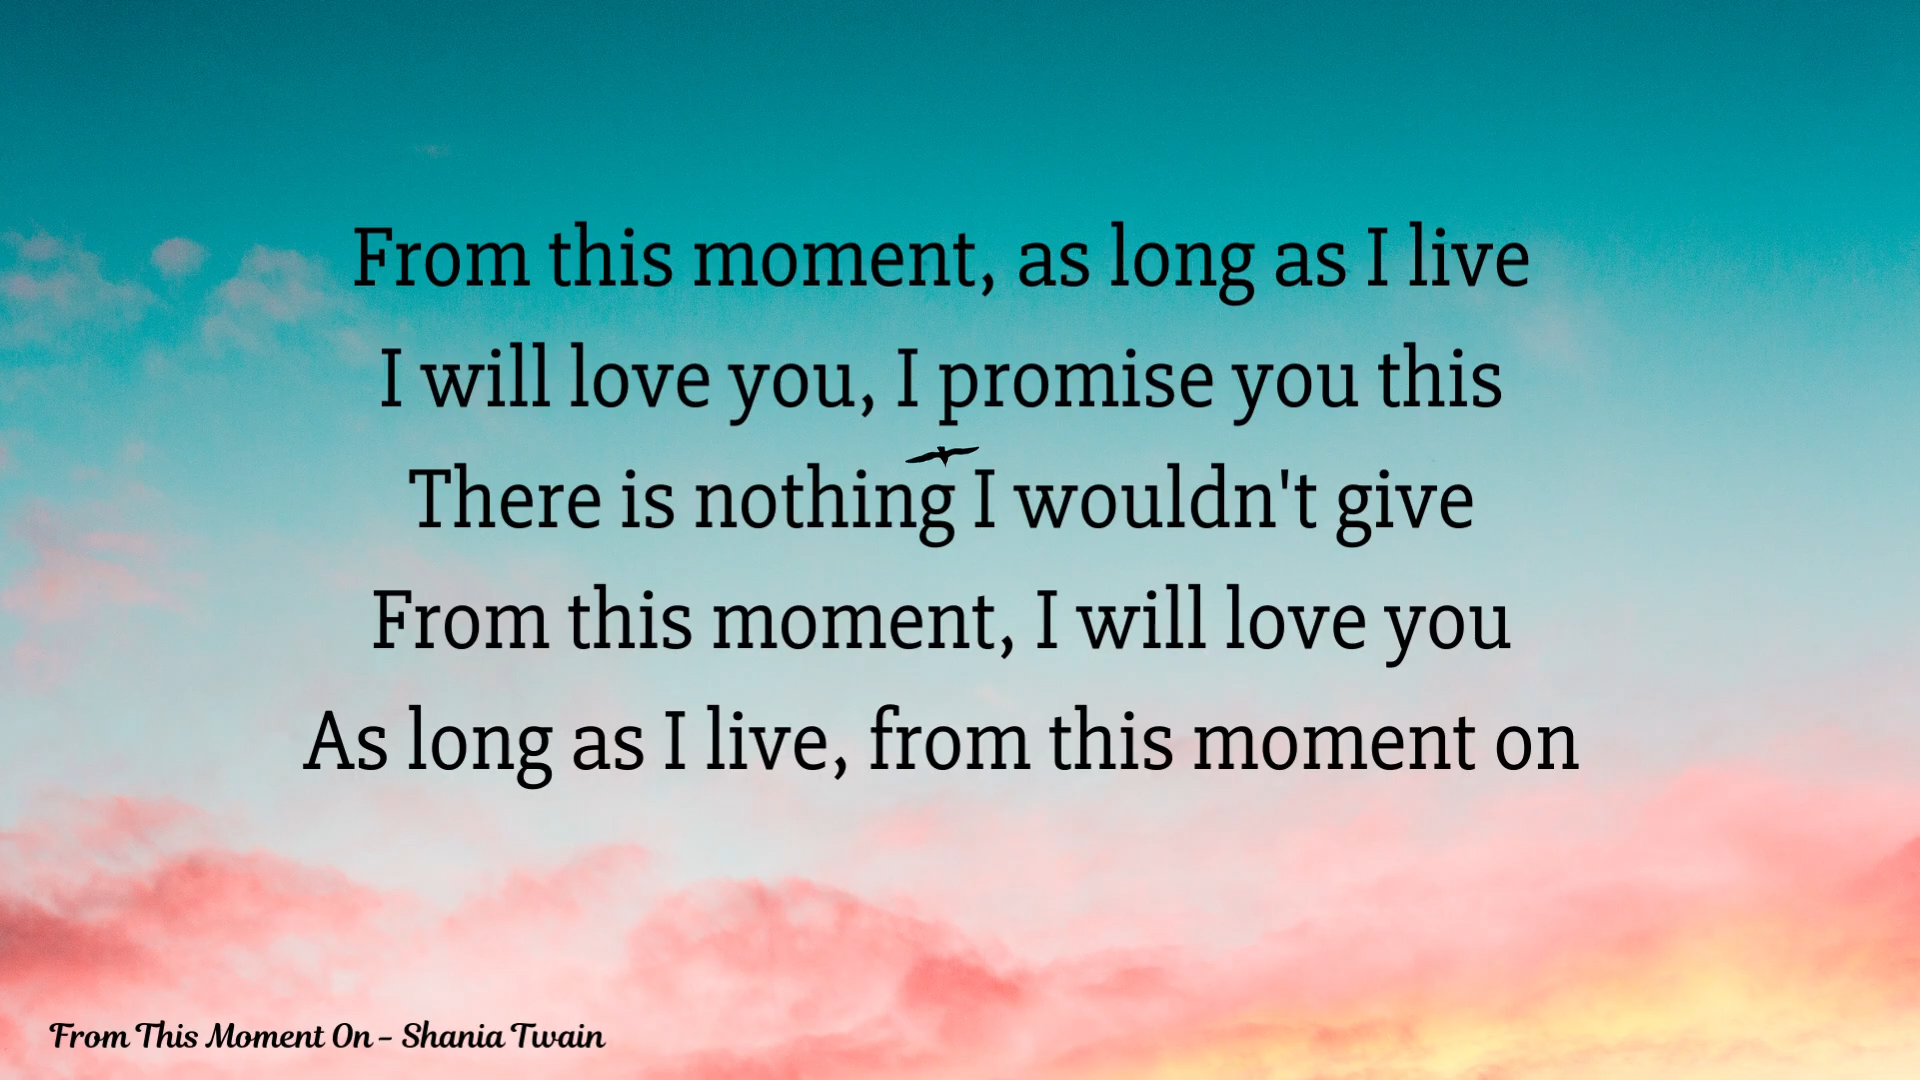 From this moment, as long as I live
I will love you, I promise you this
There is nothing I wouldn't give
From this moment, I will love you
As long as I live, from this moment on
From This Moment On - Shania Twain